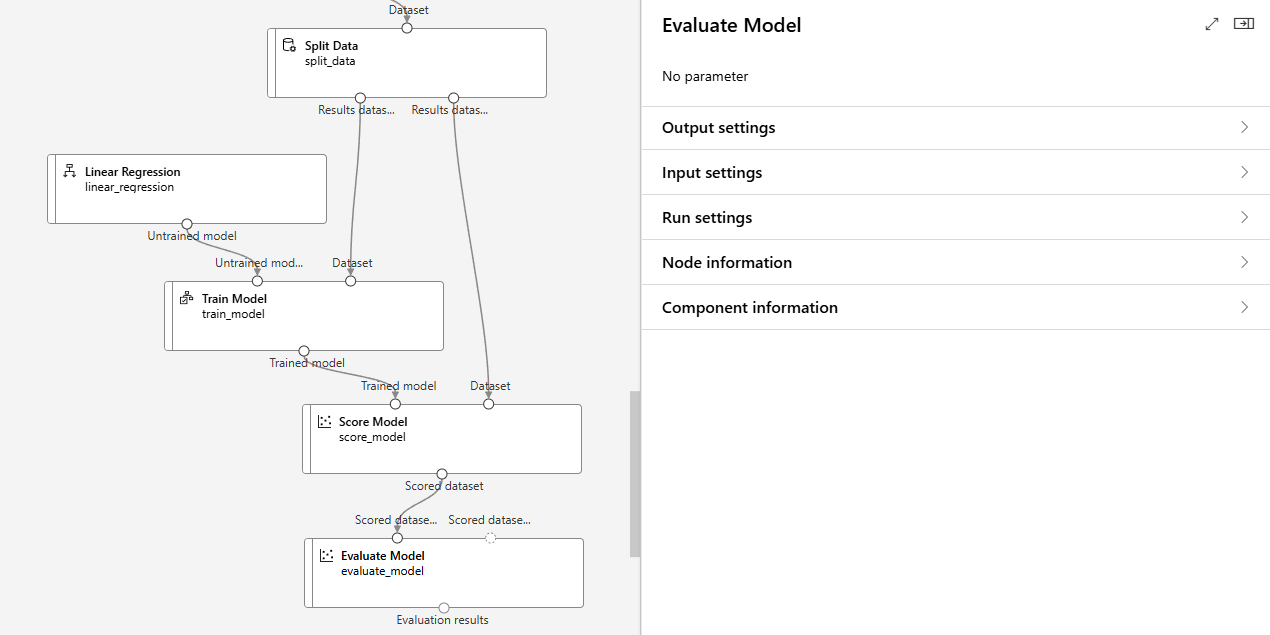 Dataset
Split Data
split_data
Results datas...
Results datas...
Linear Regression
linear_regression
Untrained model
Untrained mod...
Dataset
Train Model
train_model
Trained model
Trained model
Dataset
Score Model
score_model
Scored dataset
Scored datase...
Scored datase...
Evaluate Model
evaluate_model
Evaluation results
Evaluate Model
No parameter
Output settings
Input settings
Run settings
Node information
Component information